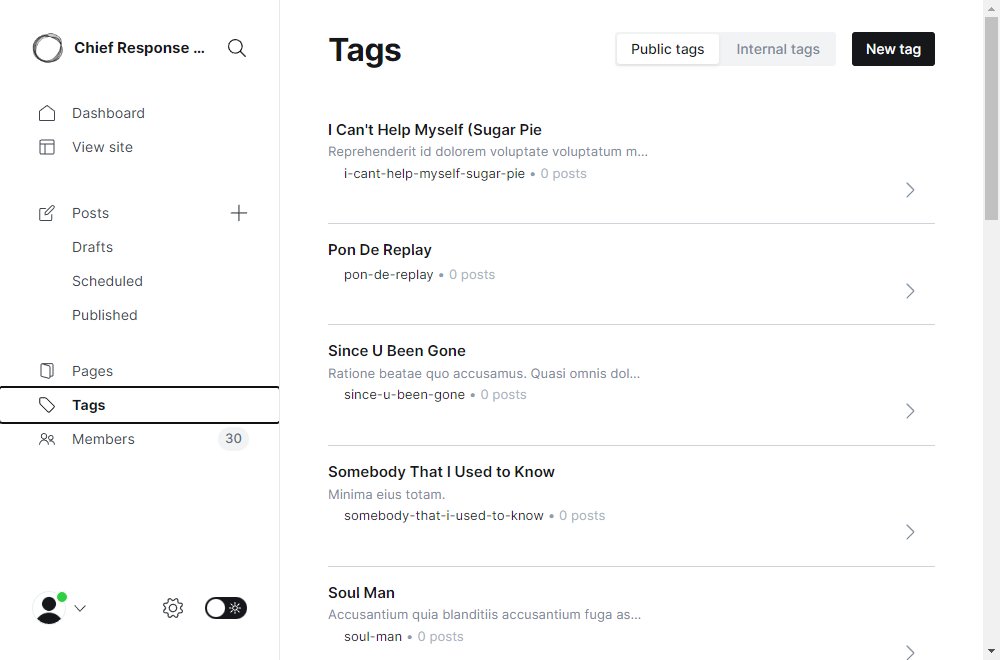 Chief Response ...
Dashboard
View site
Posts
Drafts
Scheduled
Published
Pages
Tags
Members 30
Tags
Public tags Internal tags New tag
I Can't Help Myself (Sugar Pie
Reprehenderit id dolorem voluptate voluptatum m...
i-cant-help-myself-sugar-pie • 0 posts
Pon De Replay
pon-de-replay • 0 posts
Since U Been Gone
Ratione beatae quo accusamus. Quasi omnis dol...
since-u-been-gone • 0 posts
Somebody That I Used to Know
Minima eius totam.
somebody-that-i-used-to-know • 0 posts
Soul Man
Accusantium quia blanditiis accusantium fuga as...
soul-man • 0 posts